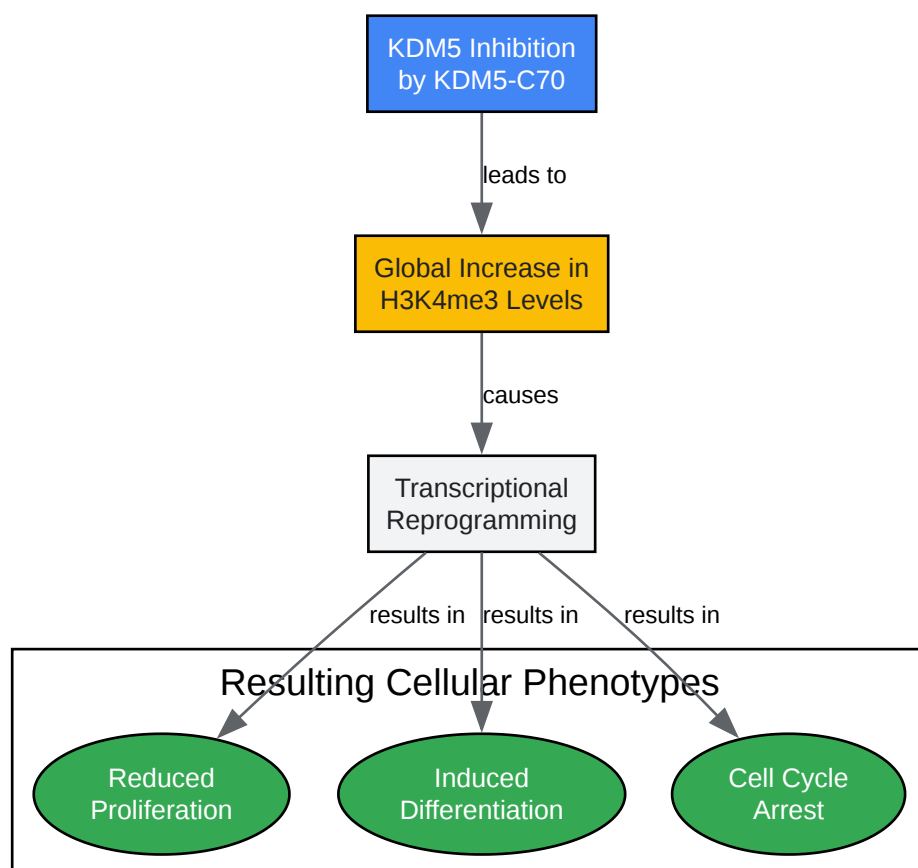 KDM5 Inhibition
by KDM5-C70
leads to
Global Increase in
H3K4me3 Levels
causes
Transcriptional
Reprogramming
results in
results in
results in
Resulting Cellular Phenotypes
Reduced
Proliferation
Induced
Differentiation
Cell Cycle
Arrest